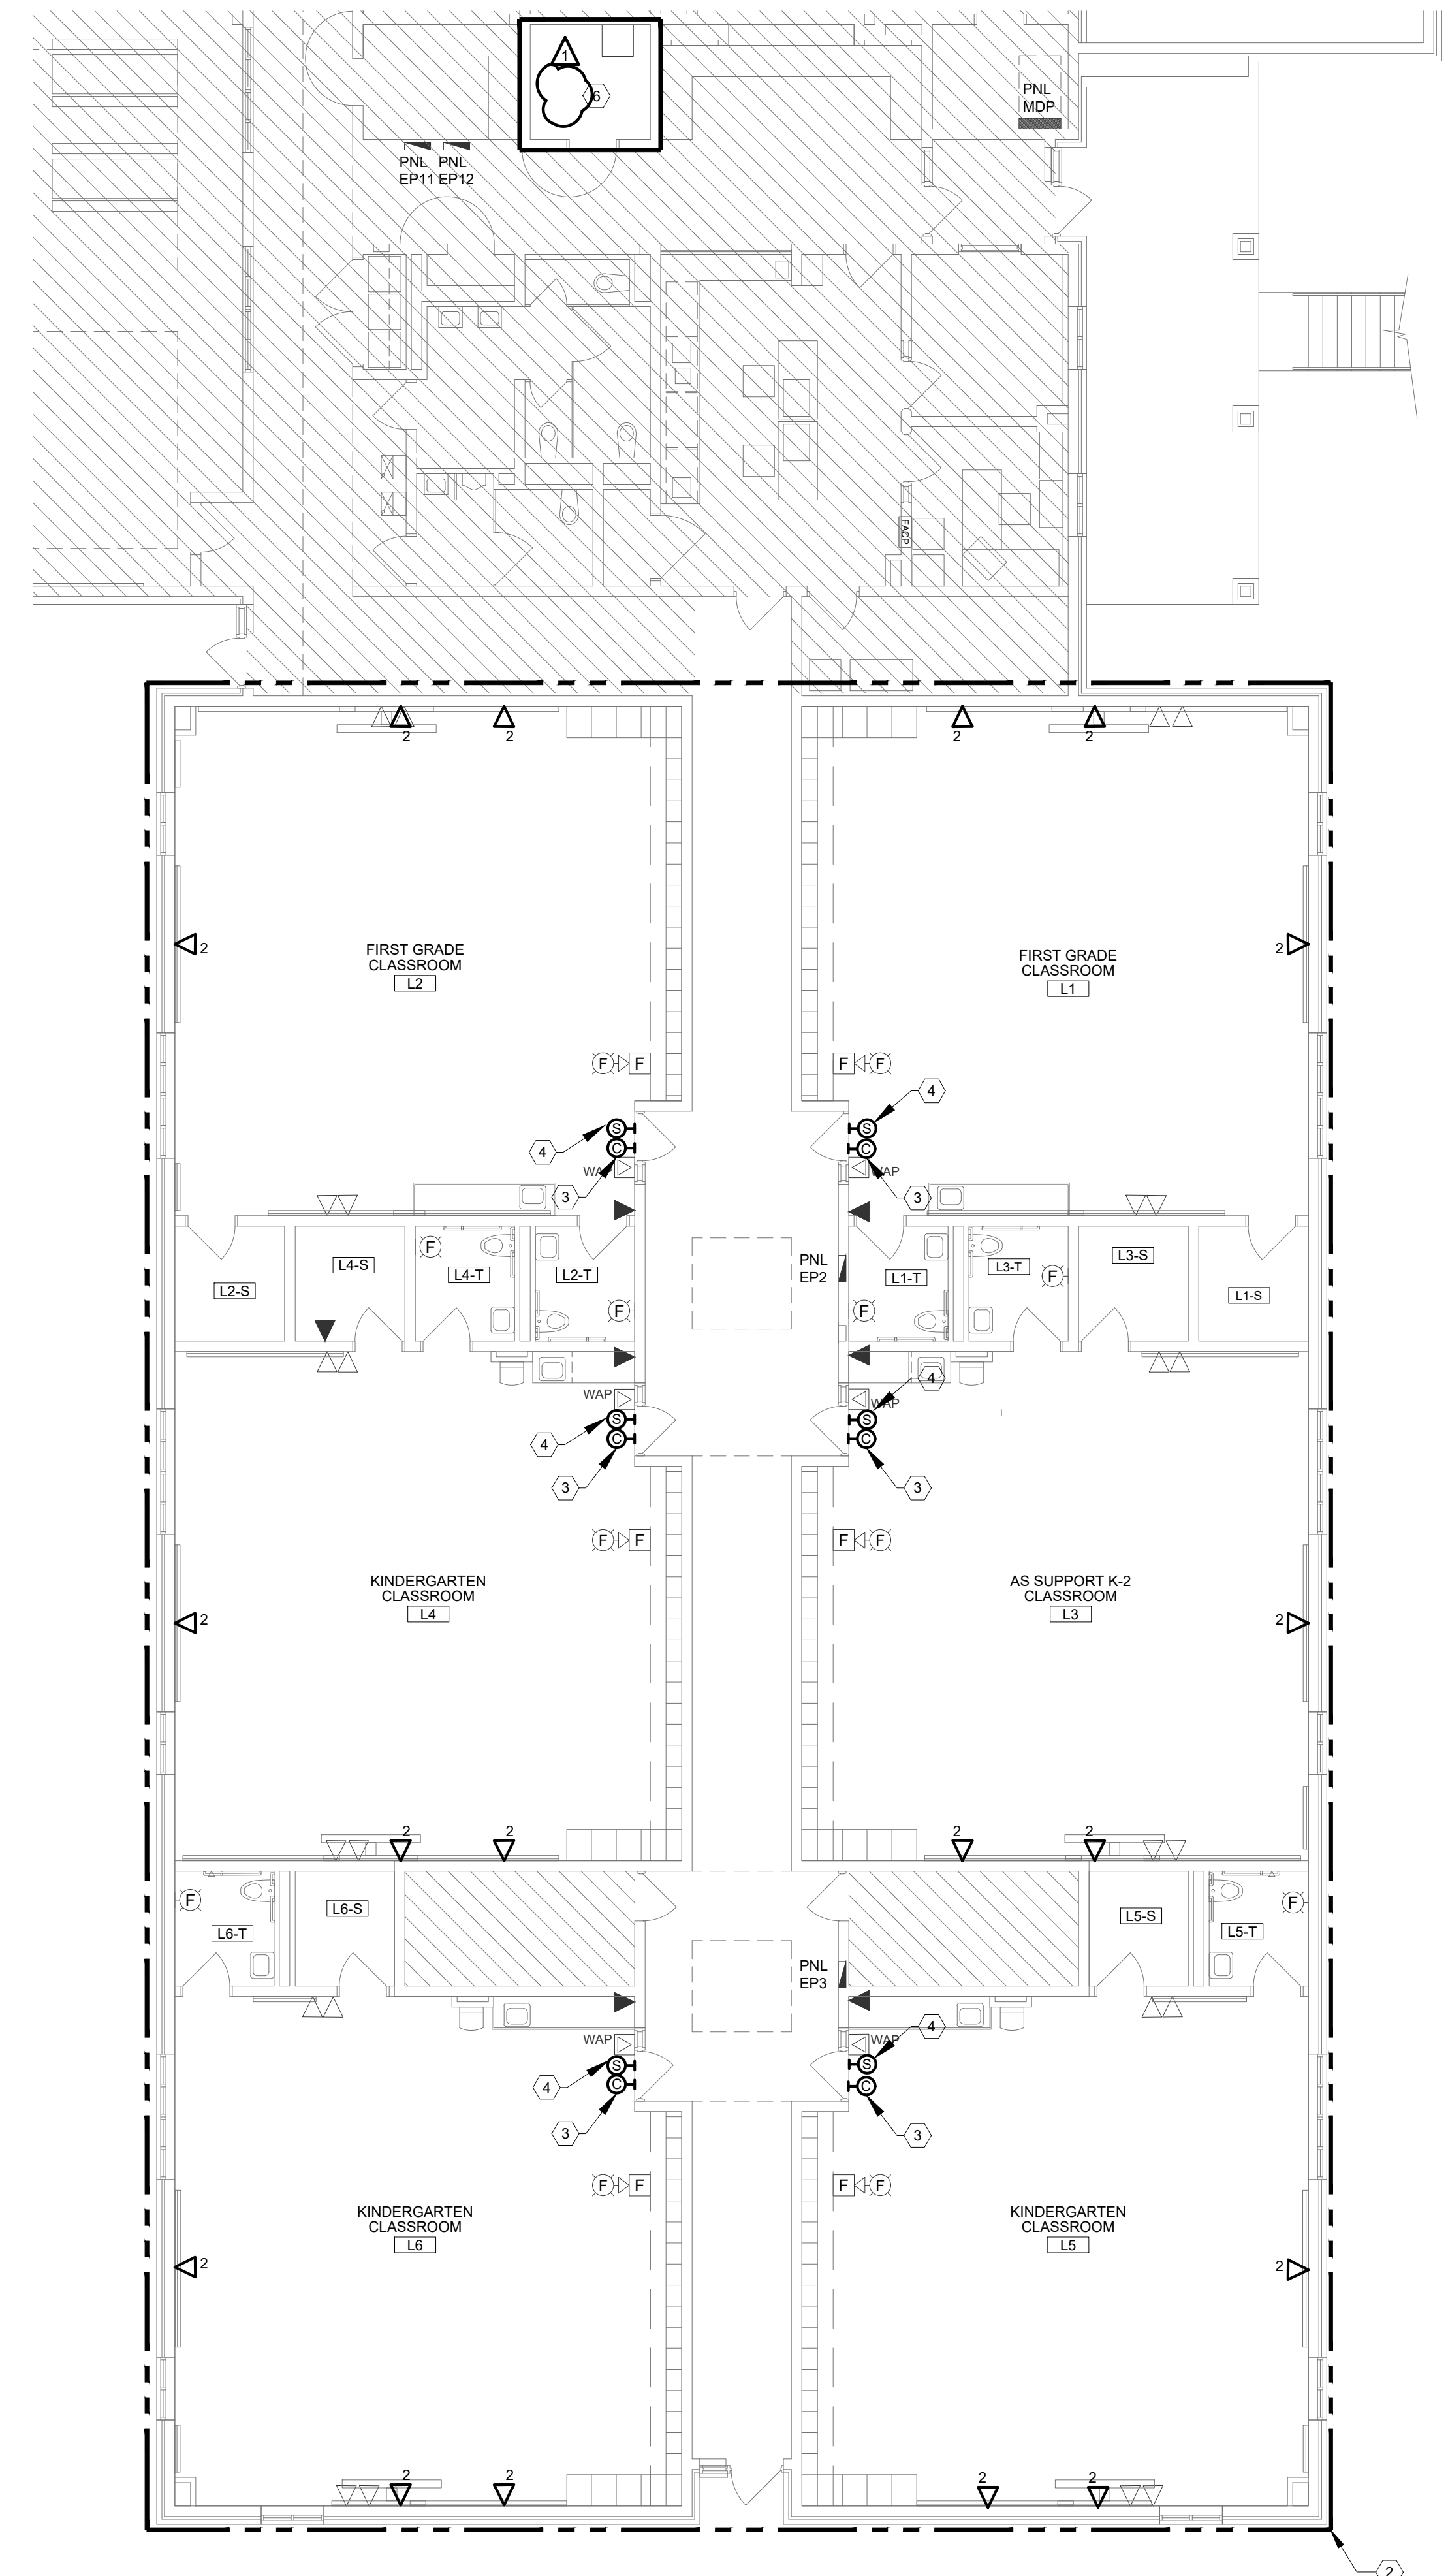 1
6
PNL
MDP
PNL PNL
EP11 EP12
FACP
2 2 2 2
2 2
FIRST GRADE
CLASSROOM
L2
FIRST GRADE
CLASSROOM
L1
F F F F
4
S S
4
C C
WAP WAP
3 3
F
L4-S L3-S
PNL
EP2
L4-T L2-T L1-T L3-T
F
L2-S L1-S
F F
4
WAP WAP
S S
4
C C
3 3
F F F F
KINDERGARTEN
CLASSROOM
L4
AS SUPPORT K-2
CLASSROOM
L3
2 2
2 2 2 2
F F
L6-S L5-S
L6-T L5-T
PNL
EP3
4
WAP WAP
S S
4
C C
3 3
F F F F
KINDERGARTEN
CLASSROOM
L6
KINDERGARTEN
CLASSROOM
L5
2 2
2 2 2 2
2